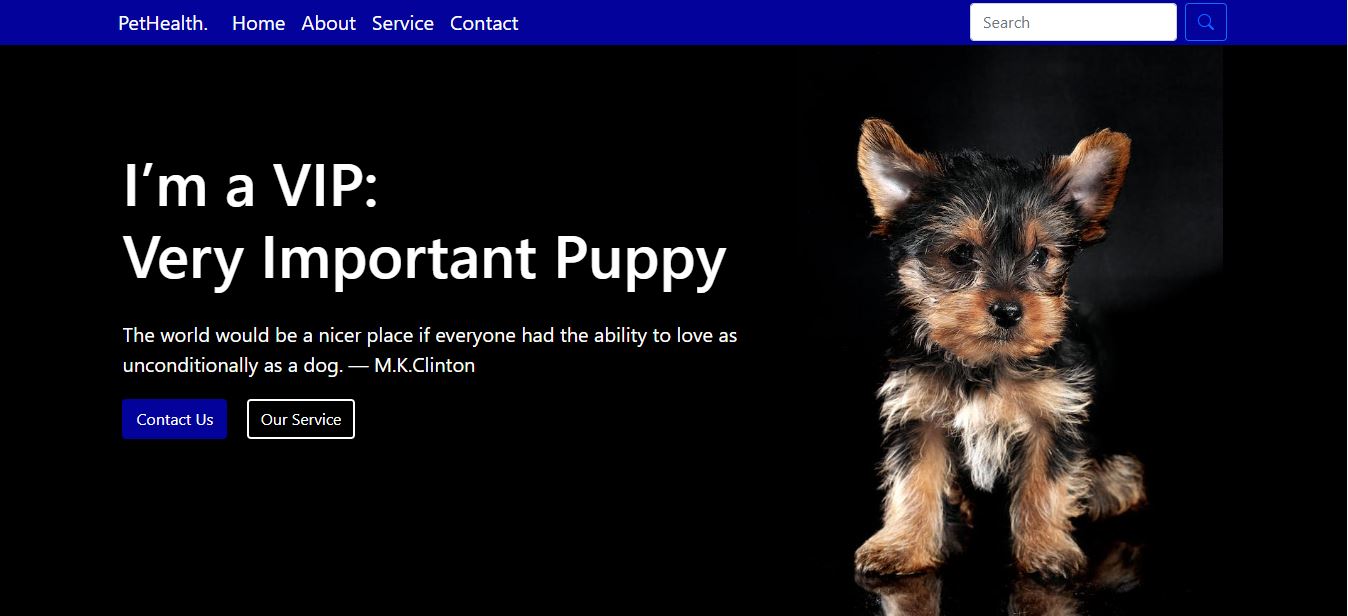 PetHealth. Home About Service Contact Search
I’m a VIP:
Very Important Puppy
The world would be a nicer place if everyone had the ability to love as
unconditionally as a dog. — M.K.Clinton
Contact Us Our Service